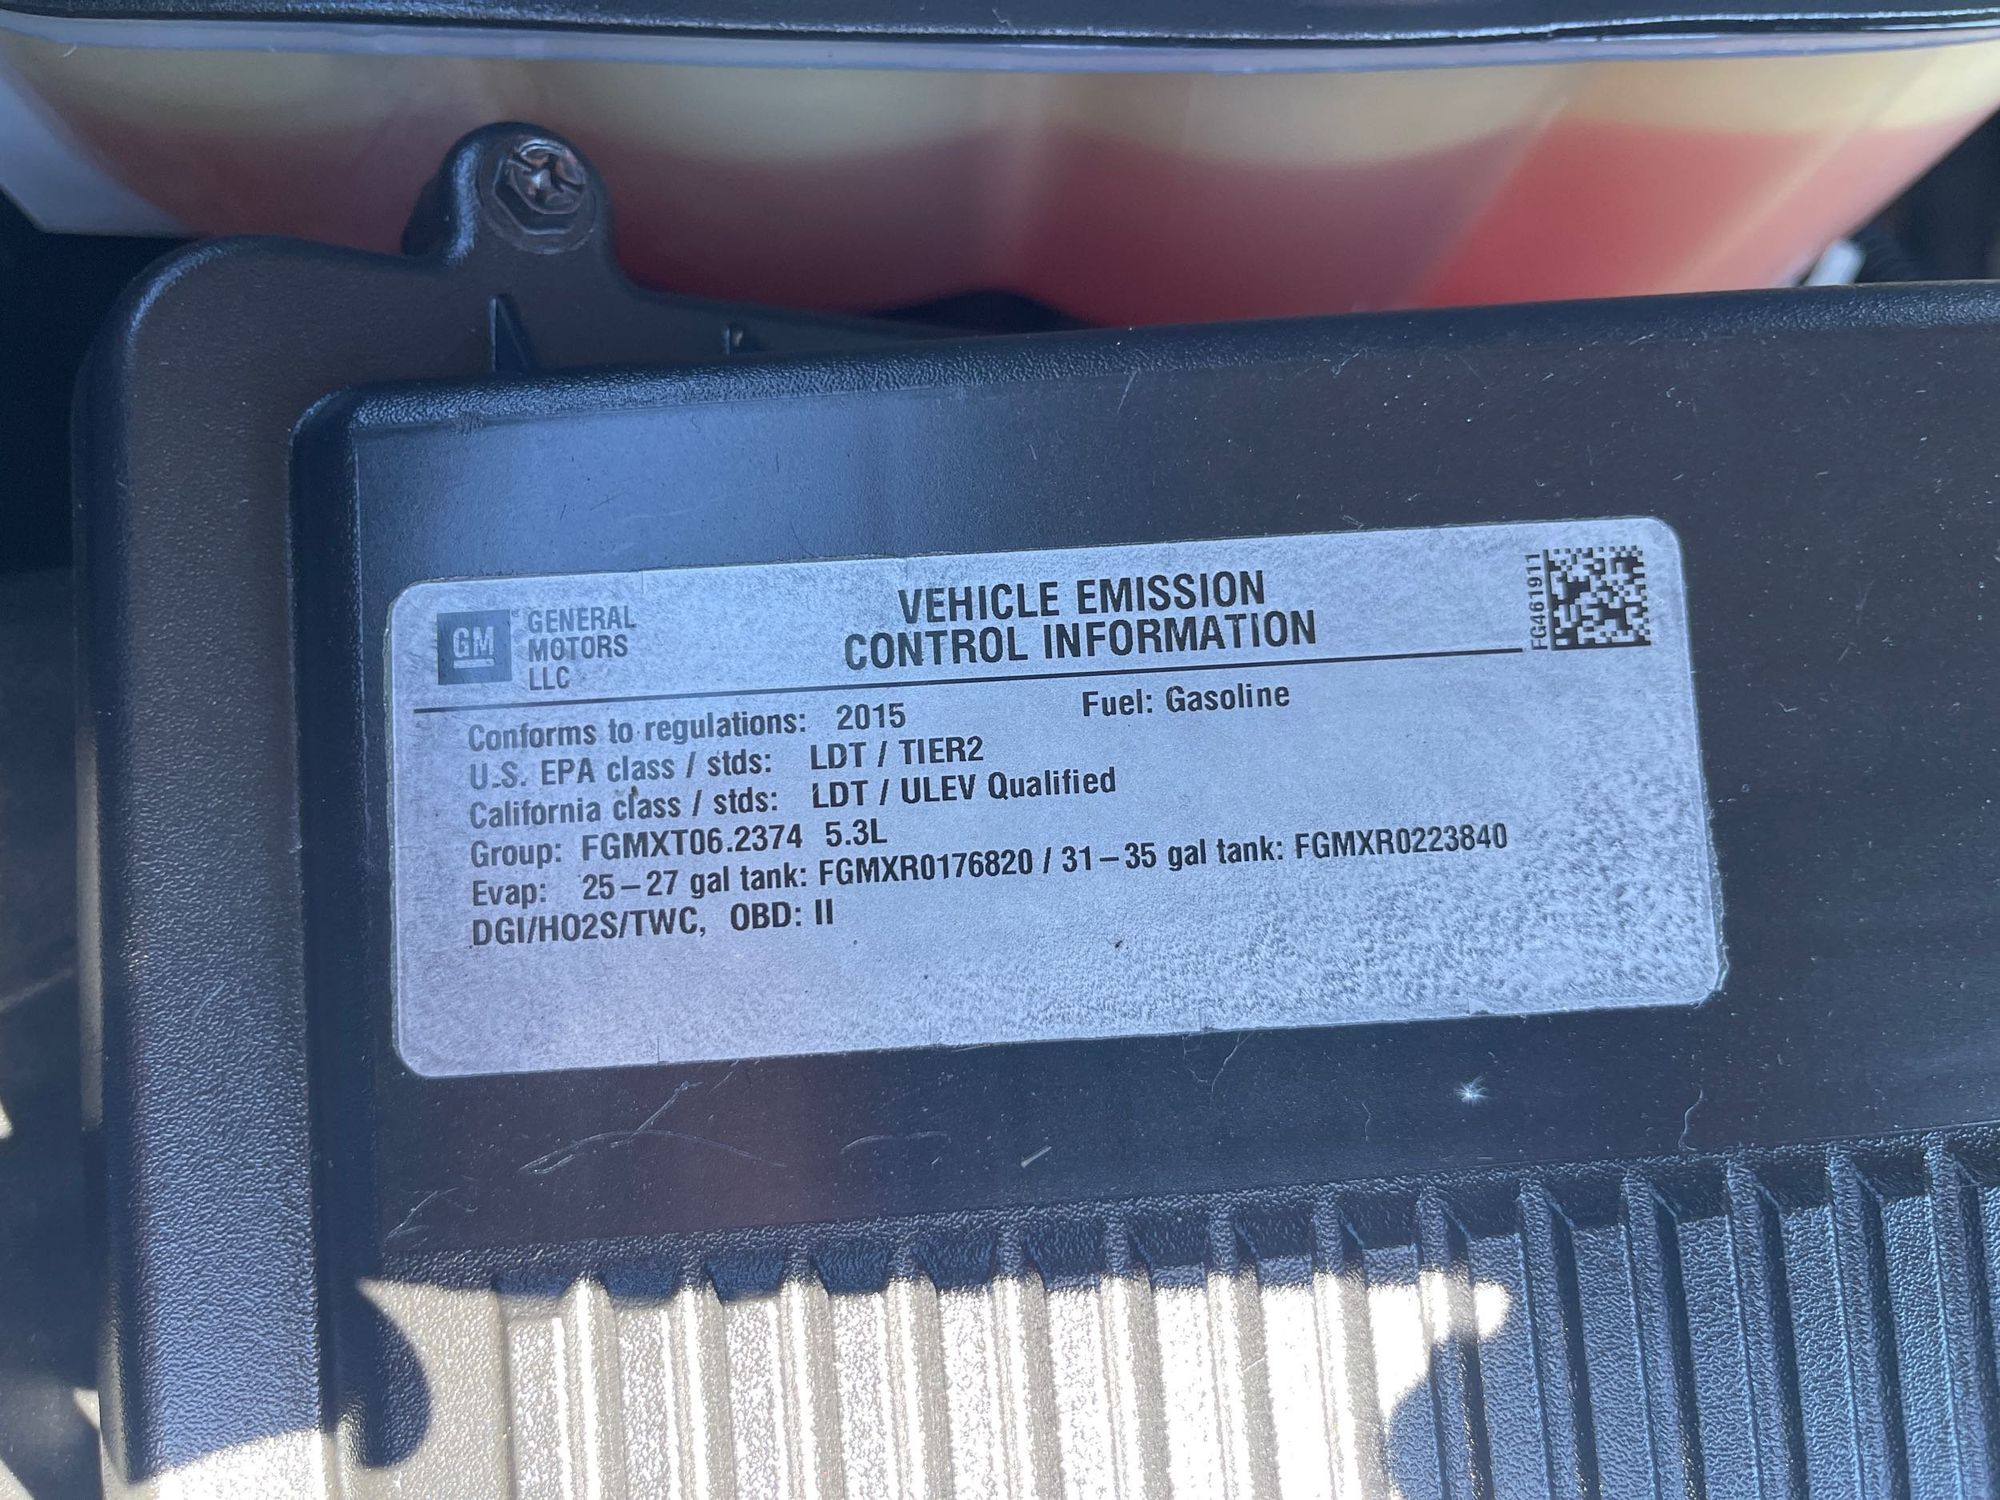 GM GENERAL
MOTORS
LLC
VEHICLE EMISSION
CONTROL INFORMATION
FG461911
Conforms to regulations: 2015 Fuel: Gasoline
U.S. EPA class / stds: LDT / TIER2
California class / stds: LDT / ULEV Qualified
Group: FGMXT06.2374 5.3L
Evap: 25–27 gal tank: FGMXR0176820 / 31–35 gal tank: FGMXR0223840
DGI/HO2S/TWC, OBD: II